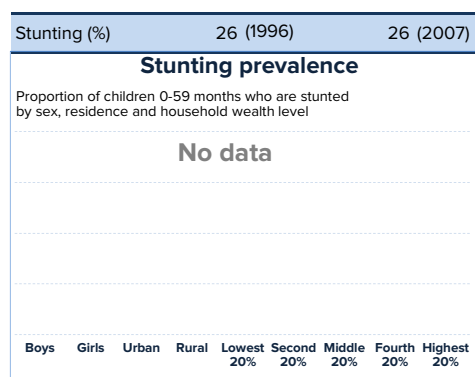 Stunting (%) 26 (1996) 26 (2007)
Stunting prevalence
Proportion of children 0-59 months who are stunted
by sex, residence and household wealth level
No data
Boys Girls Urban Rural Lowest Second Middle Fourth Highest
20% 20% 20% 20% 20%